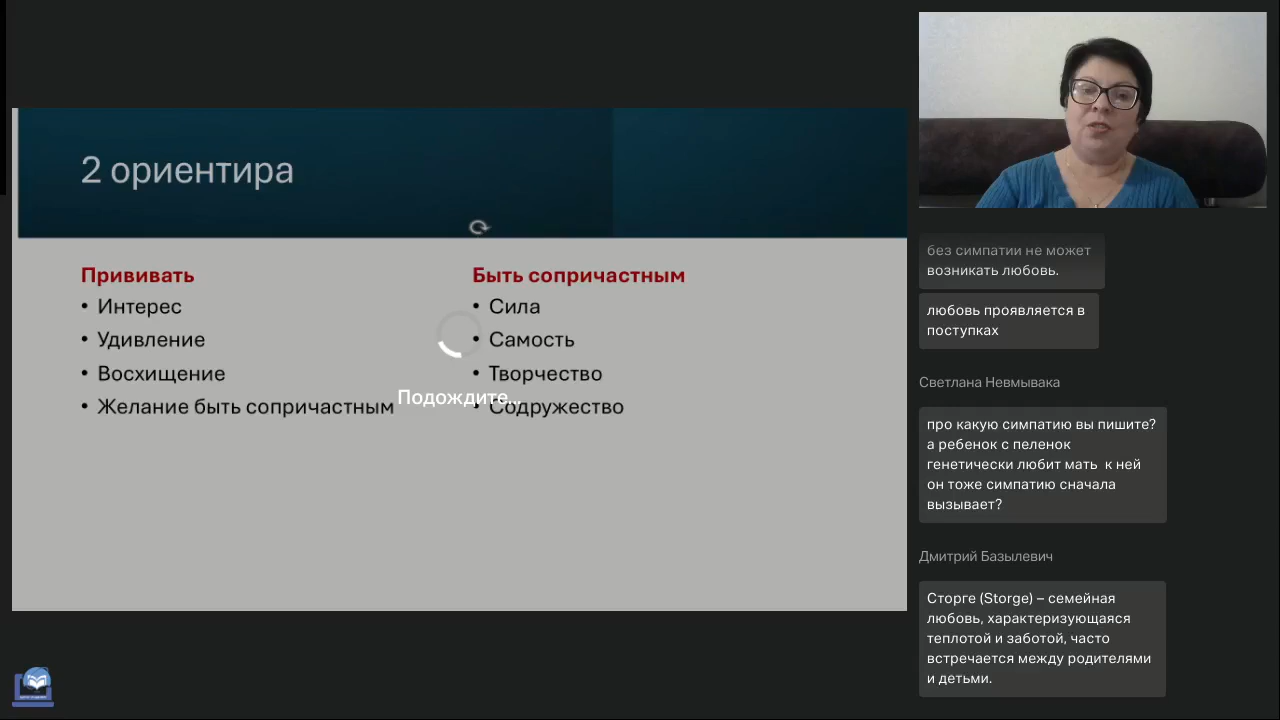 2 ориентира
Прививать
• Интерес
• Удивление
• Восхищение
• Желание быть сопричастным
Быть сопричастным
• Сила
• Самость
• Творчество
• Содружество
Подождите...
без симпатии не может
возникать любовь.
любовь проявляется в
поступках
Светлана Невмывака
про какую симпатию вы пишите?
а ребенок с пеленок
генетически любит мать  к ней
он тоже симпатию сначала
вызывает?
Дмитрий Базылевич
Сторге (Storge) – семейная
любовь, характеризующаяся
теплотой и заботой, часто
встречается между родителями
и детьми.